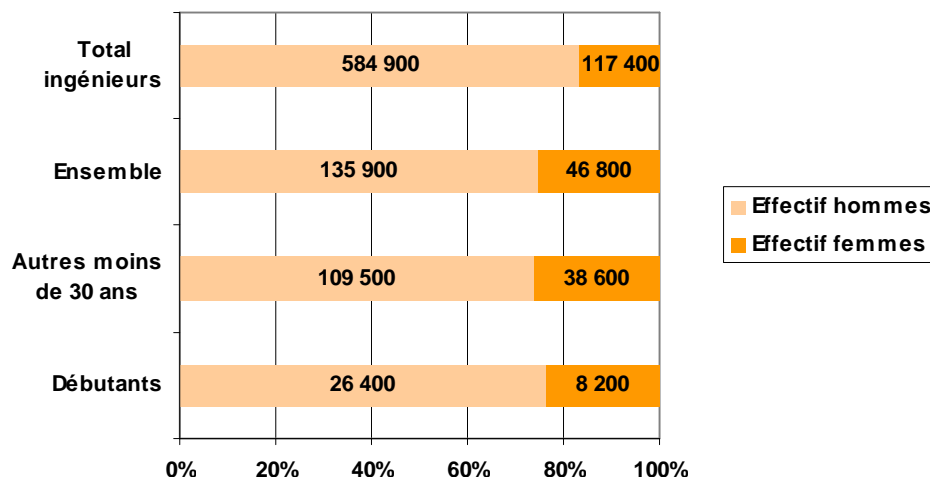 Total
ingénieurs
584 900
117 400
Ensemble
135 900
46 800
Autres moins
de 30 ans
109 500
38 600
Débutants
26 400
8 200
0%
20%
40%
60%
80%
100%
Effectif hommes
Effectif femmes